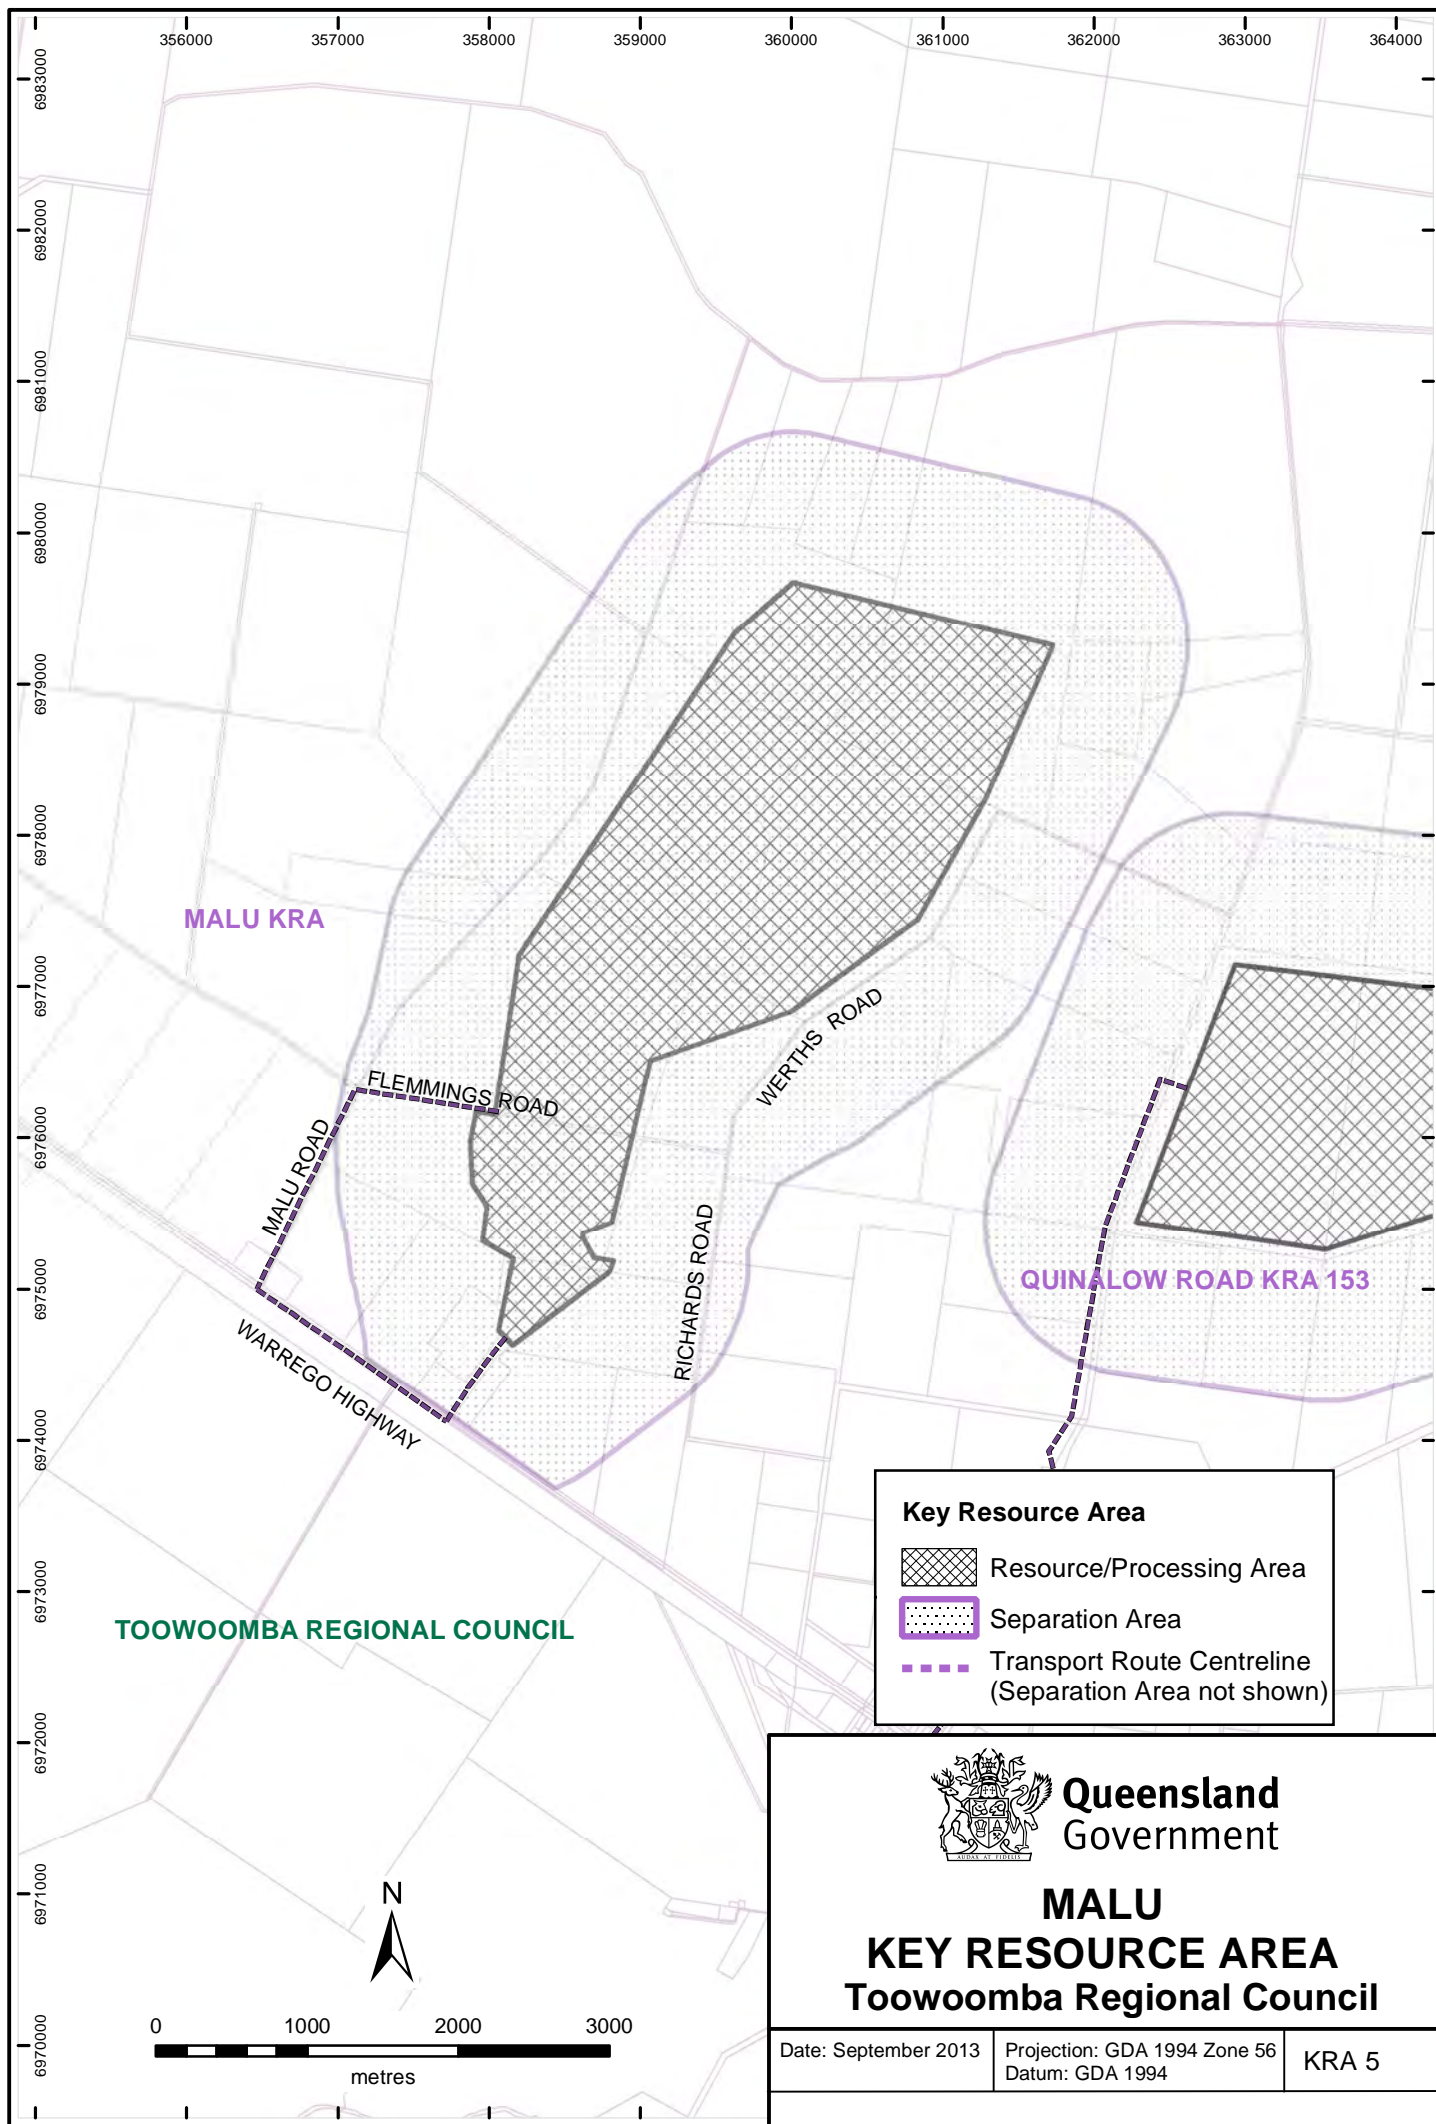 356000
357000
358000
359000
360000
361000
362000
363000
364000
6983000
6982000
6981000
6980000
6979000
6978000
6977000
6976000
6975000
6974000
6973000
6972000
6971000
6970000
MALU KRA
FLEMMINGS ROAD
WERTHS ROAD
MALU ROAD
RICHARDS ROAD
QUINALOW ROAD KRA 153
WARREGO HIGHWAY
TOOWOOMBA REGIONAL COUNCIL
Key Resource Area
Resource/Processing Area
Separation Area
Transport Route Centreline
(Separation Area not shown)
Queensland
Government
AUDAX AT FIDELIS
MALU
KEY RESOURCE AREA
Toowoomba Regional Council
N
0
1000
2000
3000
metres
Date: September 2013
Projection: GDA 1994 Zone 56
Datum: GDA 1994
KRA 5